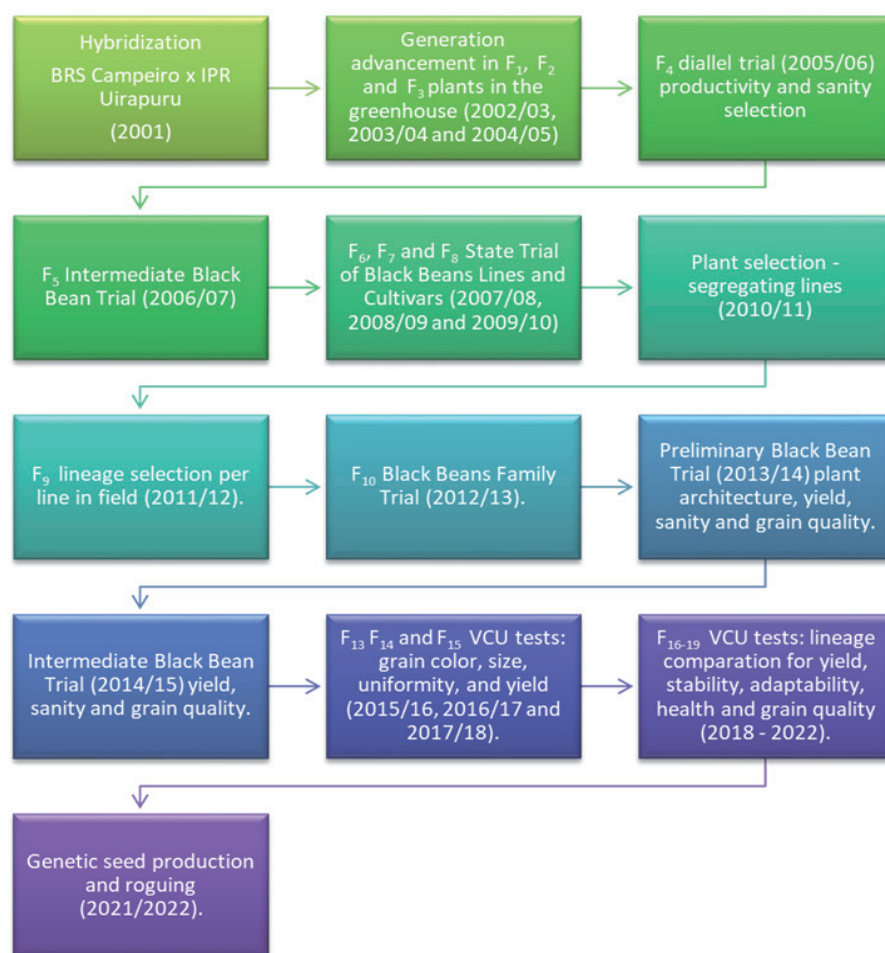 Hybridization
BRS Campeiro x IPR
Uirapuru
(2001)
Generation
advancement in F₁, F₂
and F₃ plants in the
greenhouse (2002/03,
2003/04 and 2004/05)
F₄ diallel trial (2005/06)
productivity and sanity
selection
F₅ Intermediate Black
Bean Trial (2006/07)
F₆, F₇ and F₈ State Trial
of Black Beans Lines and
Cultivars (2007/08,
2008/09 and 2009/10)
Plant selection -
segregating lines
(2010/11)
F₉ lineage selection per
line in field (2011/12).
F₁₀ Black Beans Family
Trial (2012/13).
Preliminary Black Bean
Trial (2013/14) plant
architecture, yield,
sanity and grain quality.
Intermediate Black Bean
Trial (2014/15) yield,
sanity and grain quality.
F₁₃ F₁₄ and F₁₅ VCU tests:
grain color, size,
uniformity, and yield
(2015/16, 2016/17 and
2017/18).
F₁₆₋₁₉ VCU tests: lineage
comparation for yield,
stability, adaptability,
health and grain quality
(2018 - 2022).
Genetic seed production
and roguing
(2021/2022).